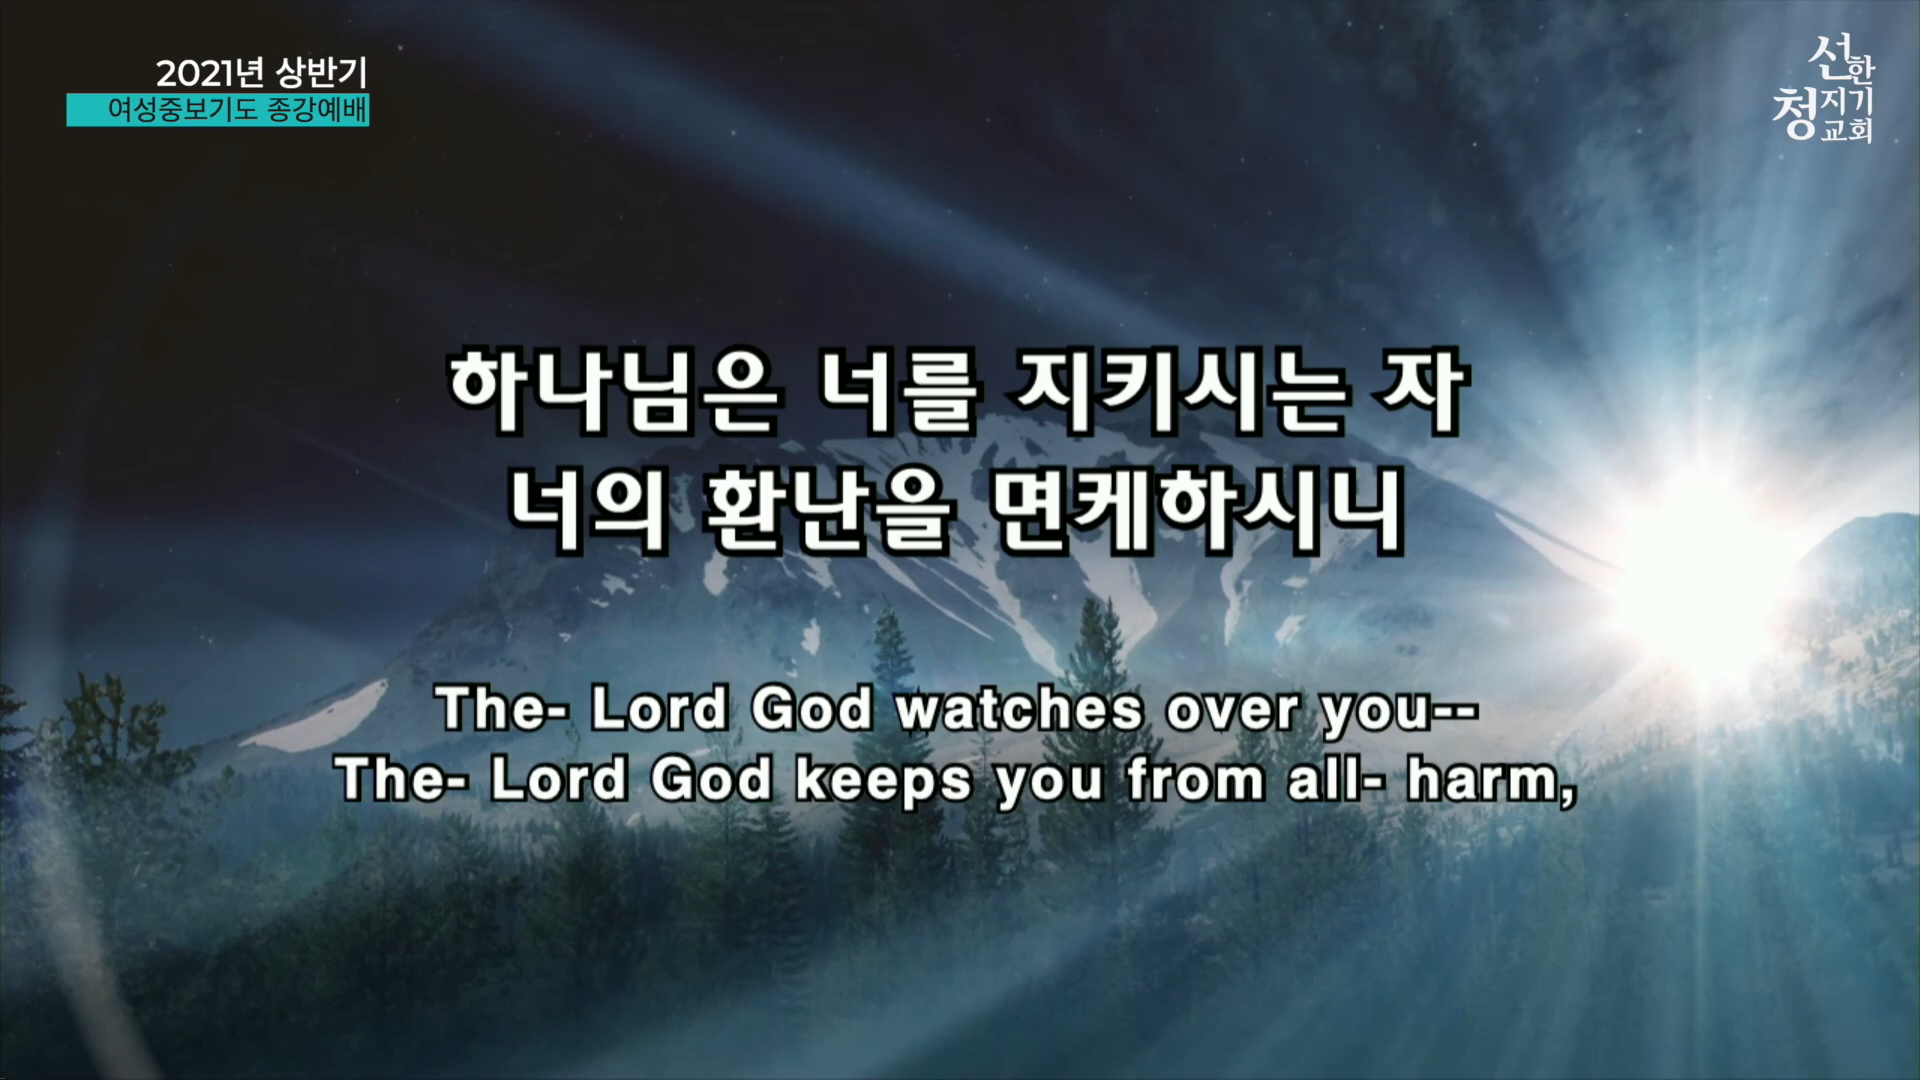 2021년 상반기
여성중보기도 종강예배
선한
청지기
교회
하나님은 너를 지키시는 자
너의 환난을 면케하시니
The- Lord God watches over you--
The- Lord God keeps you from all- harm,